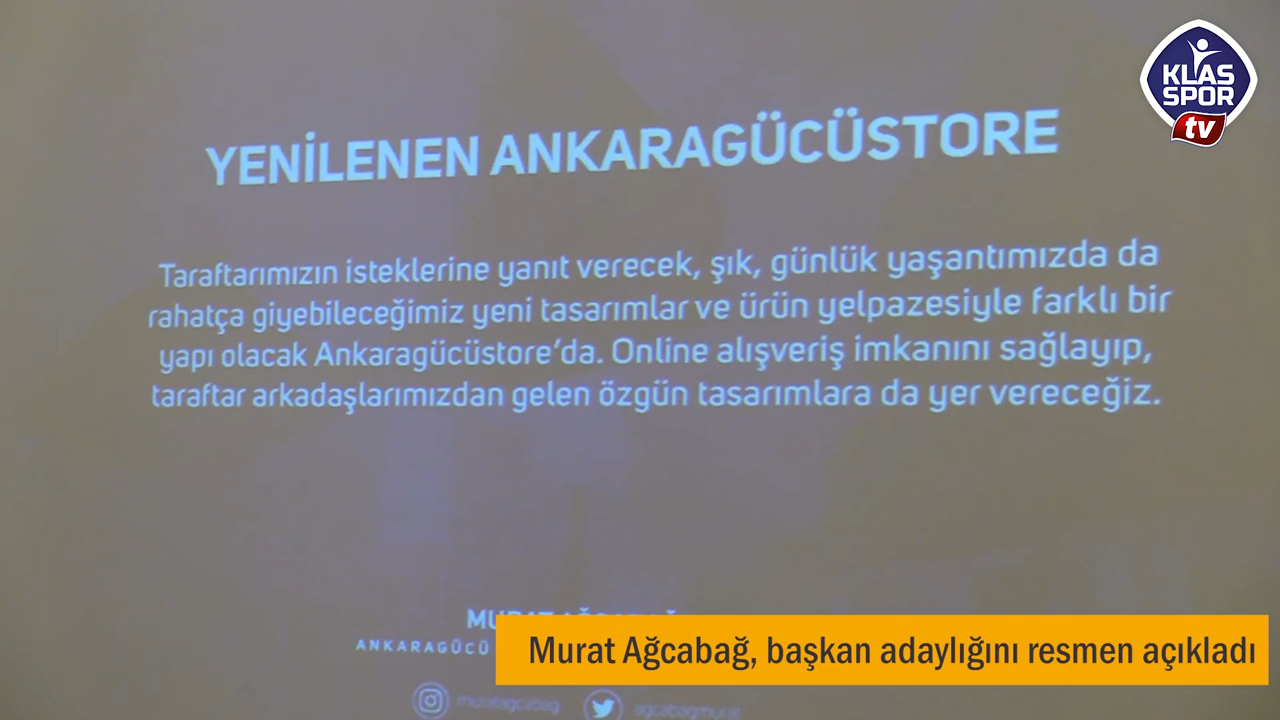 KLAS
SPOR
tv
YENİLENEN ANKARAGÜCÜSTORE
Taraftarımızın isteklerine yanıt verecek, şık, günlük yaşantımızda da
rahatça giyebileceğimiz yeni tasarımlar ve ürün yelpazesiyle farklı bir
yapı olacak Ankaragücüstore'da. Online alışveriş imkanını sağlayıp,
taraftar arkadaşlarımızdan gelen özgün tasarımlara da yer vereceğiz.
ANKARAGÜCÜ
Murat Ağcabağ, başkan adaylığını resmen açıkladı
muratagcabag
agcabagmurat